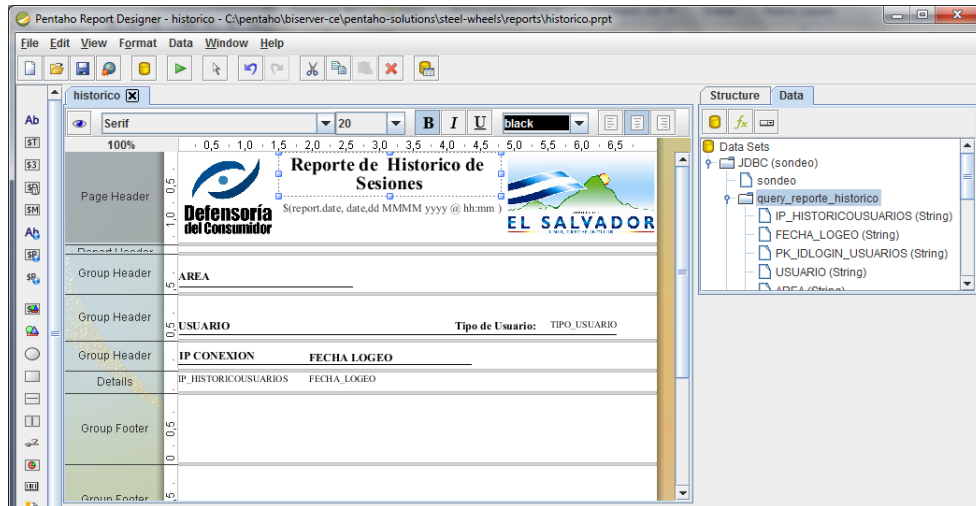 Pentaho Report Designer - historico - C:\pentaho\biserver-ce\pentaho-solutions\steel-wheels\reports\historico.prpt
File Edit View Format Data Window Help
historico
Structure Data
Serif 20 B I U black
100%
0,5 1,0 1,5 2,0 2,5 3,0 3,5 4,0 4,5 5,0 5,5 6,0 6,5
Data Sets
JDBC (sondeo)
sondeo
query_reporte_historico
IP_HISTORICOUSUARIOS (String)
FECHA_LOGEO (String)
PK_IDLOGIN_USUARIOS (String)
USUARIO (String)
AREA (String)
Page Header
Reporte de Historico de
Sesiones
$(report.date, date,dd MMMM yyyy @ hh:mm )
Defensoría
del Consumidor
EL SALVADOR
Report Header
Group Header
AREA
Group Header
USUARIO Tipo de Usuario: TIPO_USUARIO
Group Header
IP CONEXION FECHA LOGEO
Details
IP_HISTORICOUSUARIOS FECHA_LOGEO
Group Footer
Group Footer